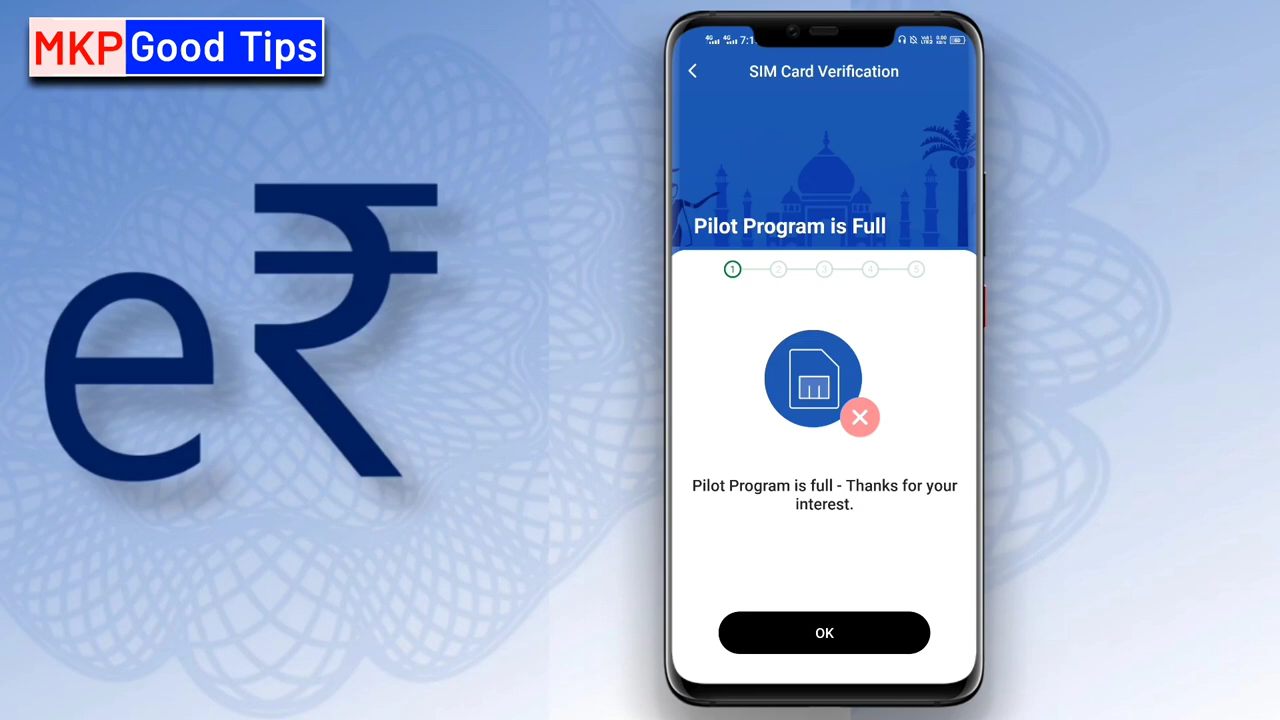 MKP Good Tips
e₹
SIM Card Verification
Pilot Program is Full
1 2 3 4 5
Pilot Program is full - Thanks for your
interest.
OK